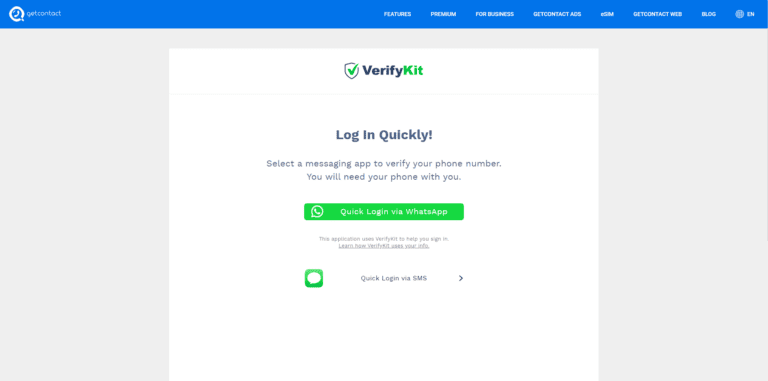 getcontact FEATURES PREMIUM FOR BUSINESS GETCONTACT ADS eSIM GETCONTACT WEB BLOG EN
VerifyKit
Log In Quickly!
Select a messaging app to verify your phone number.
You will need your phone with you.
Quick Login via WhatsApp
This application uses VerifyKit to help you sign in.
Learn how VerifyKit uses your info.
Quick Login via SMS